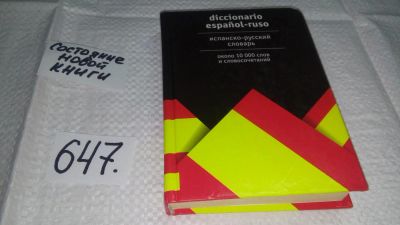 состояние
новой
книги
647.
diccionario
español-ruso
испанско-русский
словарь
около 10 000 слов
и словосочетаний